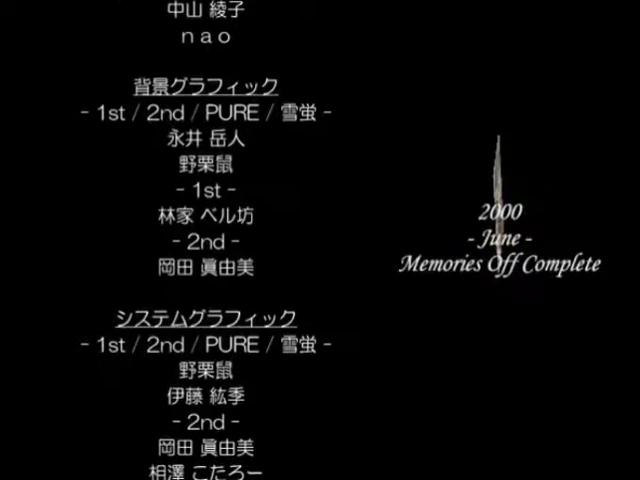 中山 綾子
ｎａｏ
背景グラフィック
- 1st / 2nd / PURE / 雪蛍 -
永井 岳人
野栗鼠
- 1st -
林家 ベル坊
- 2nd -
岡田 眞由美
システムグラフィック
- 1st / 2nd / PURE / 雪蛍 -
野栗鼠
伊藤 紘季
- 2nd -
岡田 眞由美
相澤 こたろー
2000
- June -
Memories Off Complete